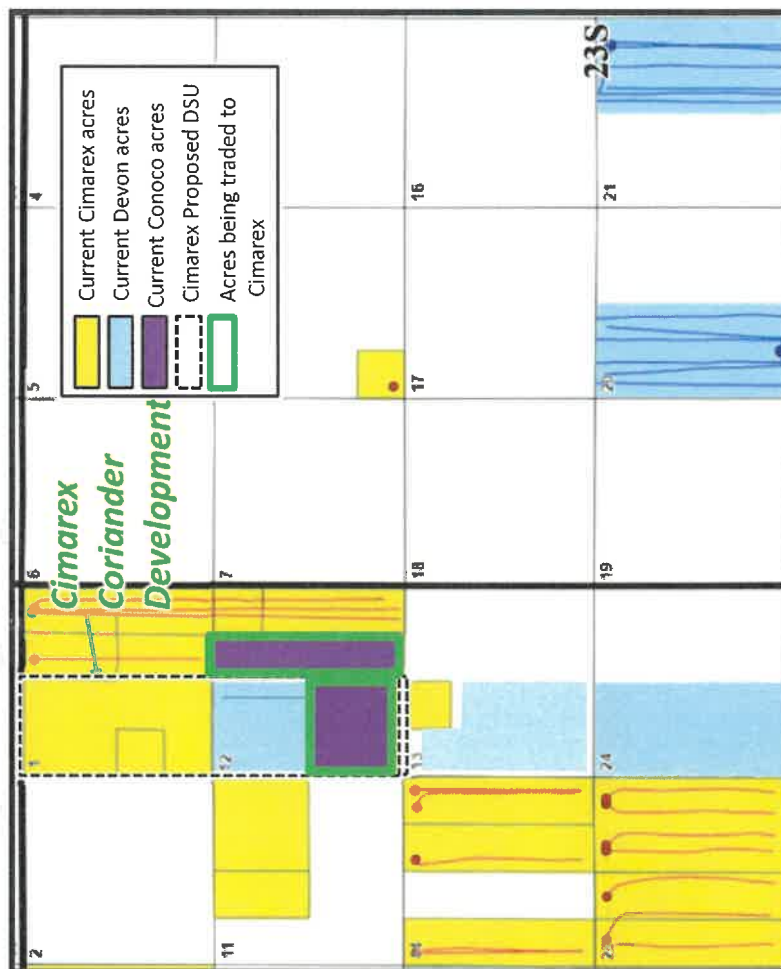 2
1
6
5
4
Cimarex
Coriander
Development
Current Cimarex acres
Current Devon acres
Current Conoco acres
Cimarex Proposed DSU
Acres being traded to
Cimarex
11
12
7
13
18
17
16
23S
24
19
20
21